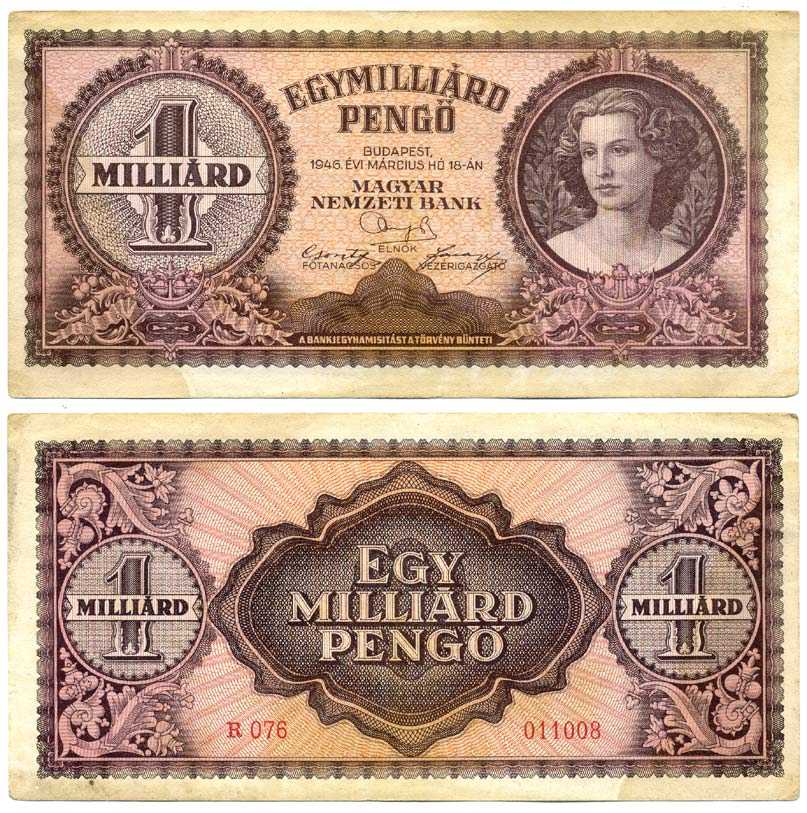 1
MILLIÁRD
EGYMILLIÁRD
PENGŐ
BUDAPEST,
1946. ÉVI MÁRCIUS HÓ 18-ÁN
MAGYAR
NEMZETI BANK
ELNÖK
FŐTANÁCSOS VEZÉRIGAZGATÓ
A BANKJEGYHAMISÍTÁST A TÖRVÉNY BÜNTETI
1
MILLIÁRD
EGY
MILLIÁRD
PENGŐ
1
MILLIÁRD
R 076 011008